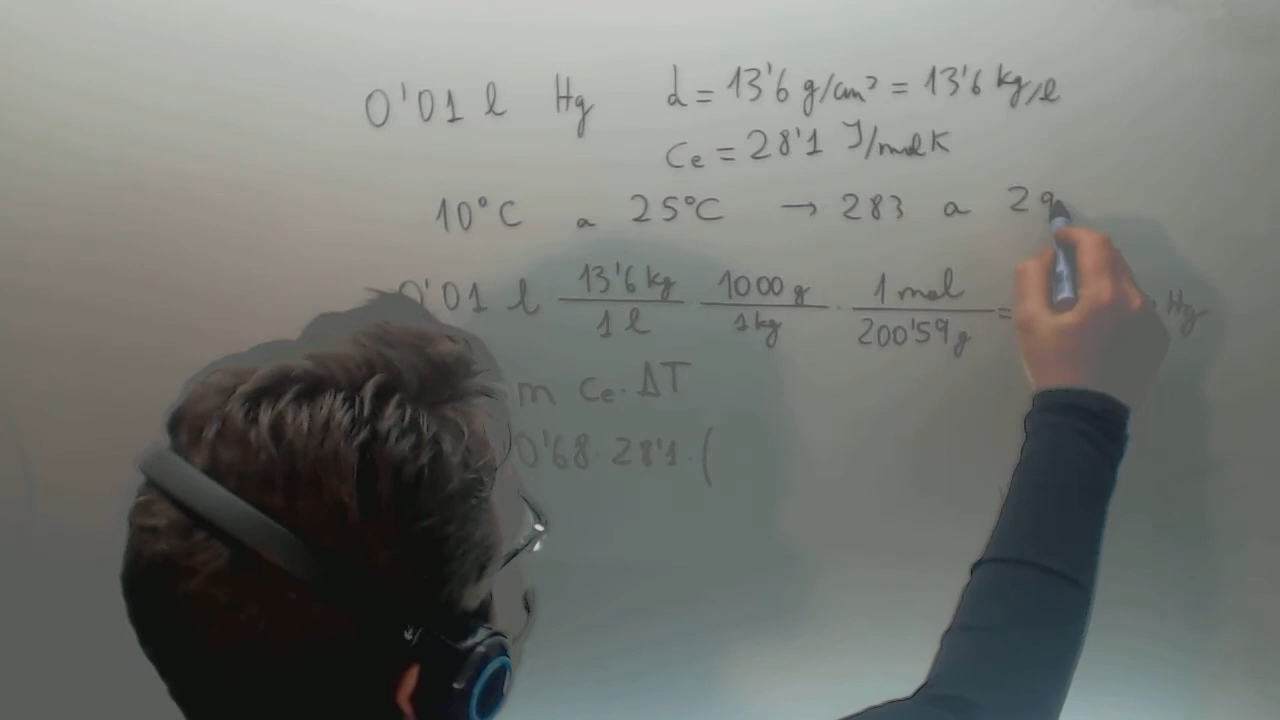 0'01 l Hg d = 13'6 g/cm³ = 13'6 kg/l
Ce = 28'1 J/mol K
10°C a 25°C → 283 a 29
0'01 l 13'6 kg/1 l 1000 g/1 kg · 1 mol/200'59 g = Hg
m Ce · ΔT
0'68 · 28'1 · (